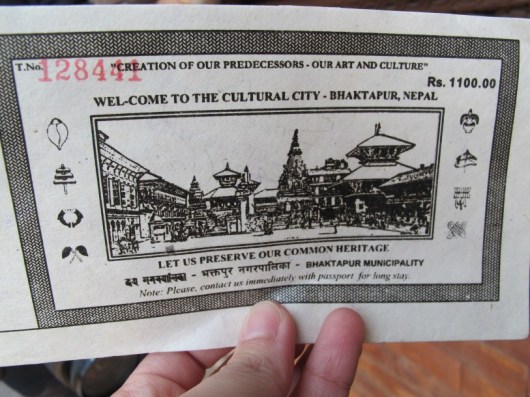 T.No. 128441
"CREATION OF OUR PREDECESSORS - OUR ART AND CULTURE"
Rs. 1100.00
WEL-COME TO THE CULTURAL CITY - BHAKTAPUR, NEPAL
LET US PRESERVE OUR COMMON HERITAGE
- भक्तपुर नगरपालिका - BHAKTAPUR MUNICIPALITY
Note: Please, contact us immediately with passport for long stay.